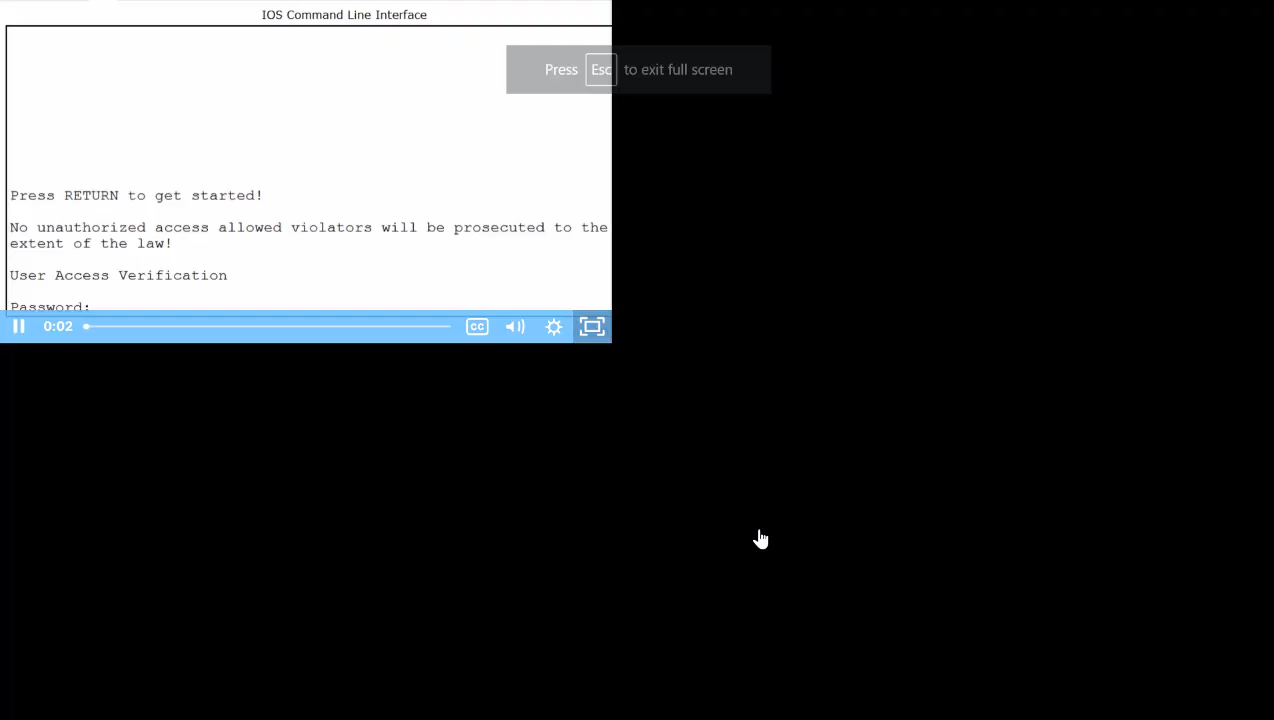 IOS Command Line Interface
Press Esc to exit full screen
Press RETURN to get started!
No unauthorized access allowed violators will be prosecuted to the
extent of the law!
User Access Verification
Password:
0:02
CC